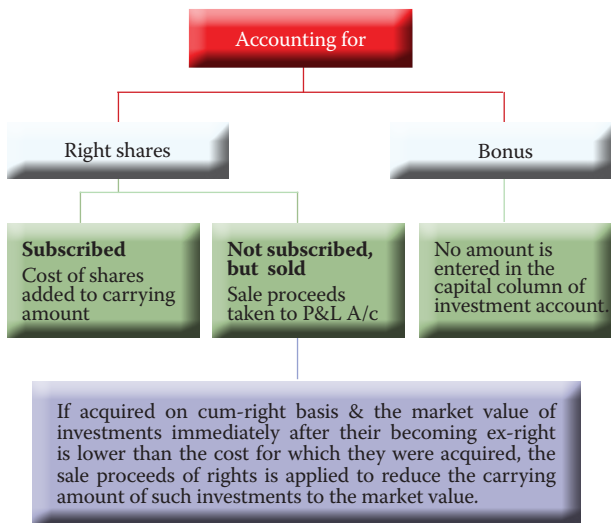 Accounting for
Right shares
Bonus
Subscribed
Cost of shares
added to carrying
amount
Not subscribed,
but sold
Sale proceeds
taken to P&L A/c
No amount is
entered in the
capital column of
investment account.
If acquired on cum-right basis & the market value of
investments immediately after their becoming ex-right
is lower than the cost for which they were acquired, the
sale proceeds of rights is applied to reduce the carrying
amount of such investments to the market value.